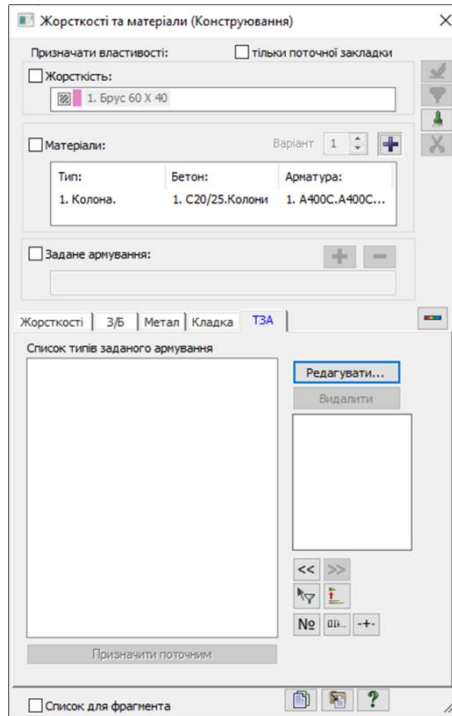 Жорсткості та матеріали (Конструювання)
Призначати властивості:
тільки поточної закладки
Жорсткість:
1. Брус 60 X 40
Матеріали:
Варіант
1
Тип:
Бетон:
Арматура:
1. Колона.
1. C20/25.Колони
1. A400C.A400C...
Задане армування:
Жорсткості
З/Б
Метал
Кладка
ТЗА
Список типів заданого армування
Редагувати...
Видалити
<<
>>
№
Призначити поточним
Список для фрагмента
?